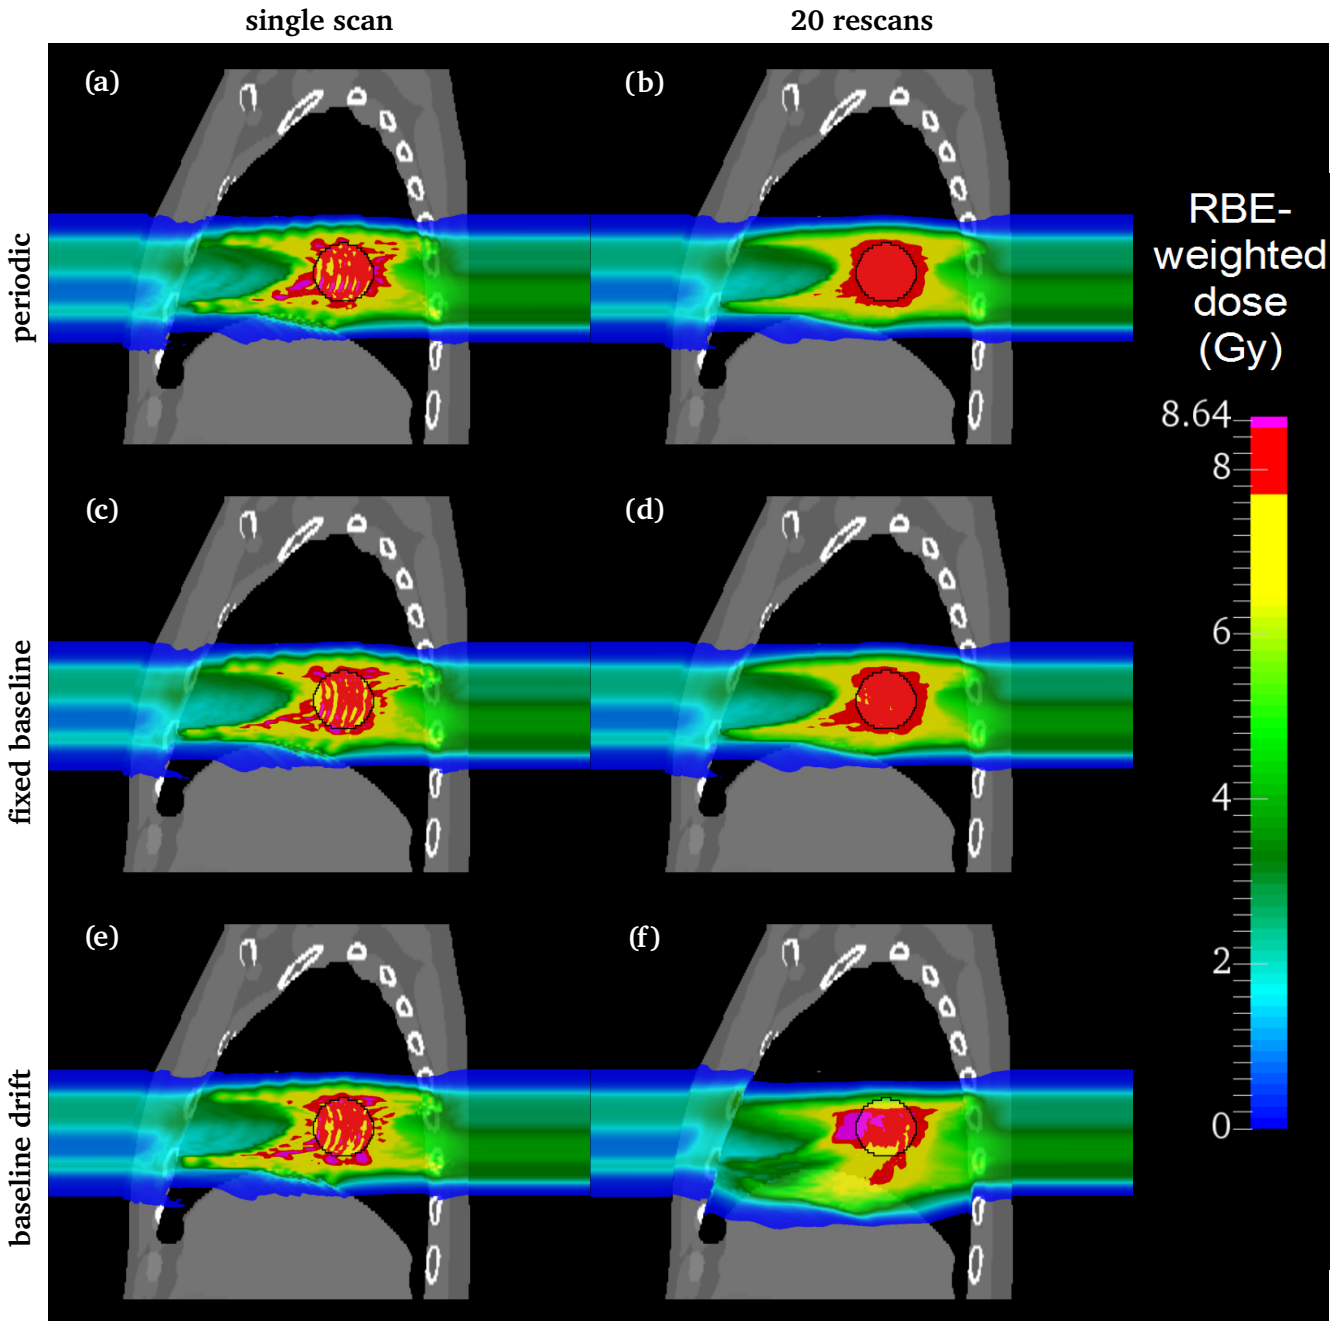 single scan
20 rescans
(a)
(b)
periodic
RBE-
weighted
dose
(Gy)
8.64
8
6
4
2
0
(c)
(d)
fixed baseline
(e)
(f)
baseline drift